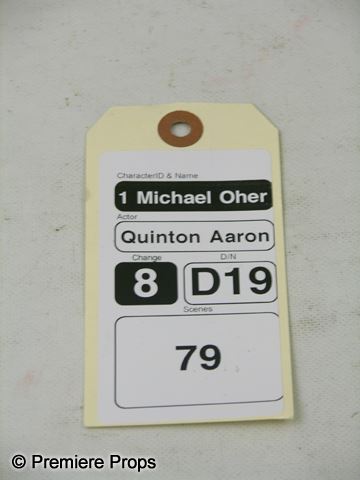 CharacterID & Name
1 Michael Oher
Actor
Quinton Aaron
Change D/N
8 D19
Scenes
79
© Premiere Props